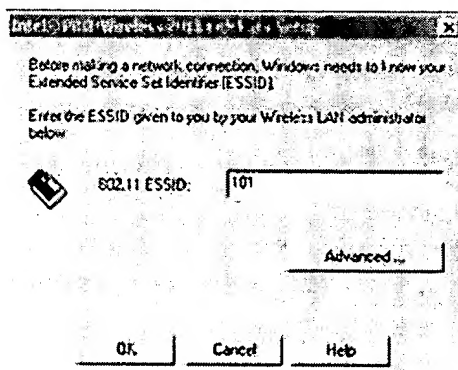 Before making a network connection, Windows needs to know your
Extended Service Set Identifier (ESSID).
Enter the ESSID given to you by your Wireless LAN administrator
below
802.11 ESSID:
101
Advanced ...
OK
Cancel
Help